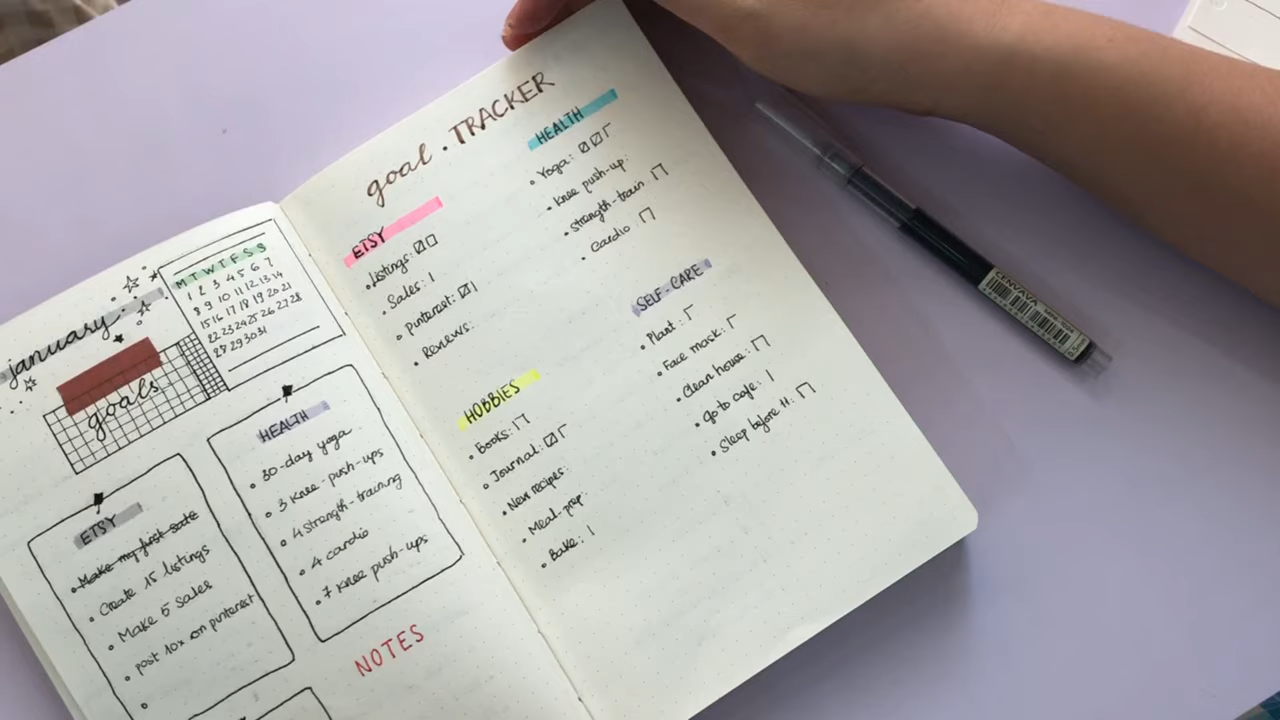 january.
M T W T F S S
1 2 3 4 5 6 7
8 9 10 11 12 13 14
15 16 17 18 19 20 21
22 23 24 25 26 27 28
29 30 31
goals
ETSY
Make my first sale
Create 15 listings
Make 5 sales
post 10x on pinterest
HEALTH
30-day yoga
3 Knee-push-ups
4 Strength-training
4 cardio
7 Knee push-ups
NOTES
goal. TRACKER
ETSY
Listings:
Sales:
pinterest:
Reviews:
HOBBIES
Books:
Journal:
New recipes:
Meal-prep:
Bake:
HEALTH
Yoga:
Knee push-up:
Strength-train
Cardio
SELF-CARE
Plant:
Face mask:
Clean house:
Go to cafe:
Sleep before 11:
CENVAVA